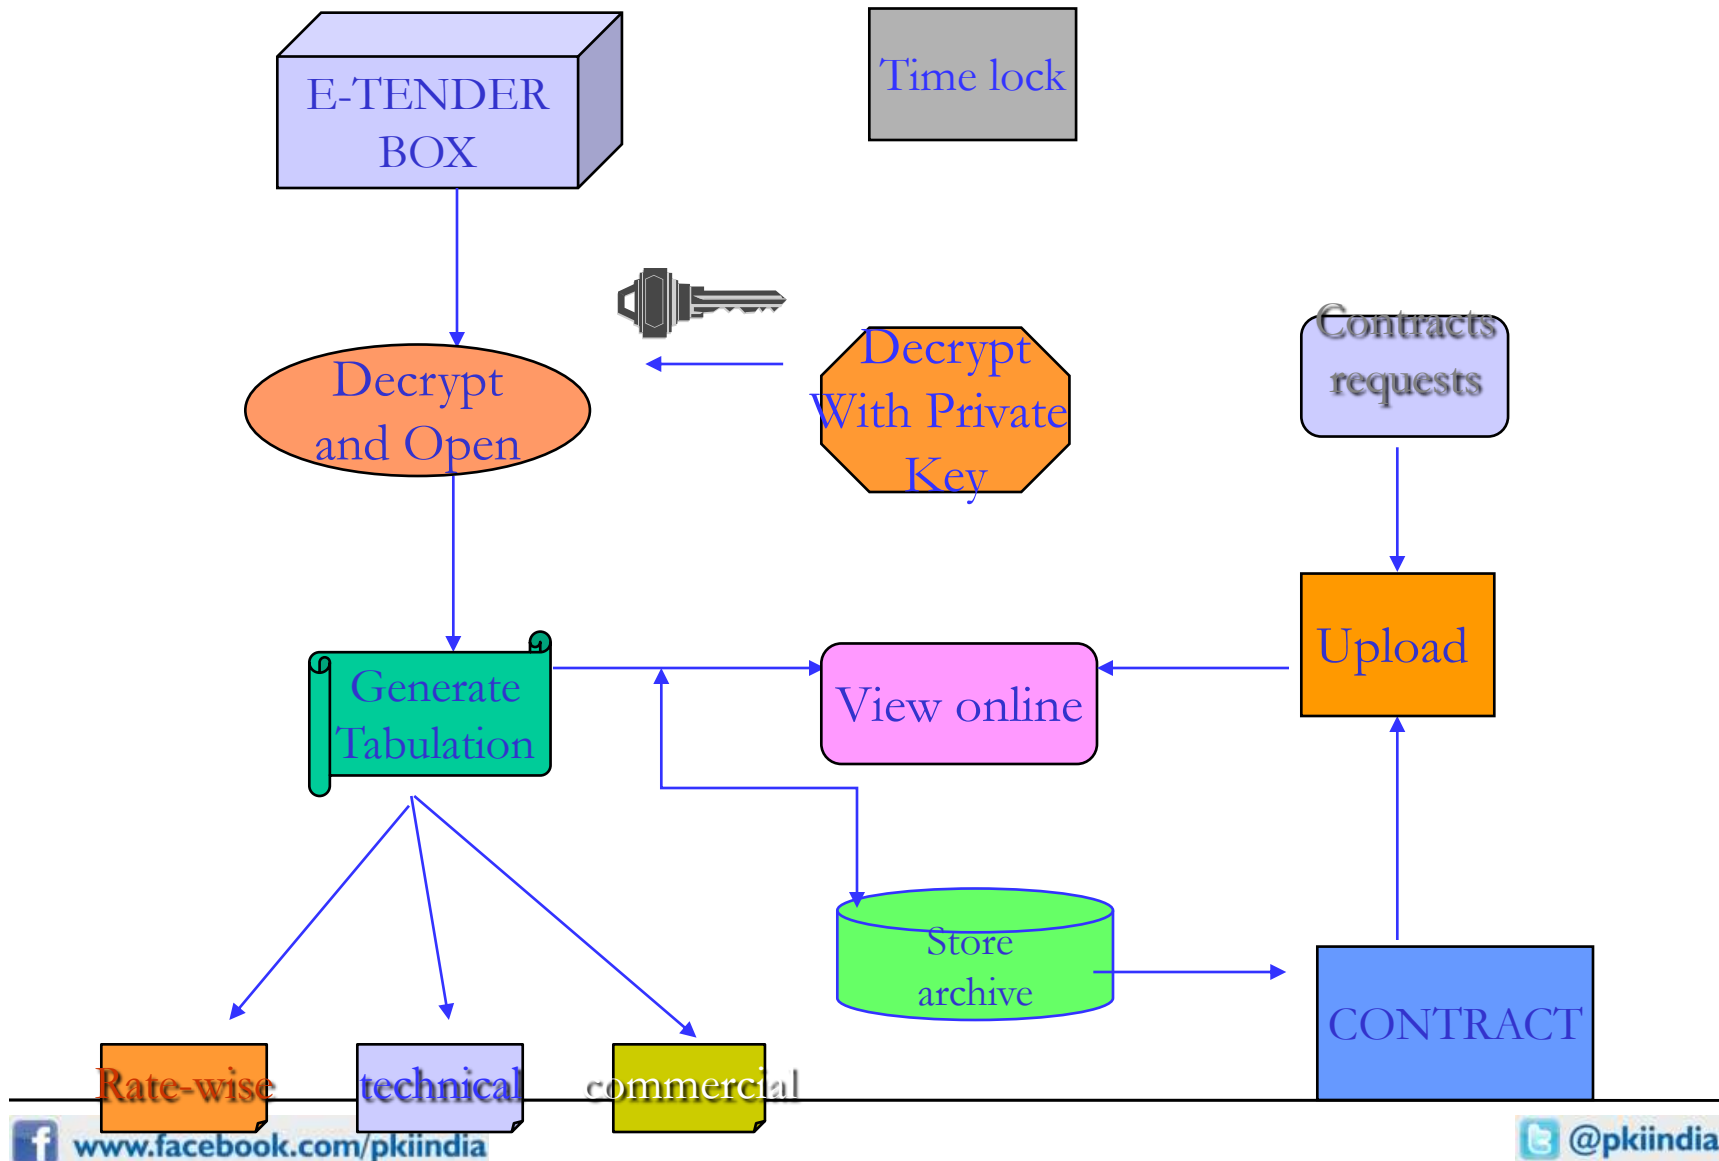 E-TENDER
BOX
Time lock
Decrypt
and Open
Decrypt
With Private
Key
Contracts
requests
Generate
Tabulation
View online
Upload
Store
archive
CONTRACT
Rate-wise
technical
commercial
www.facebook.com/pkiindia
@pkiindia